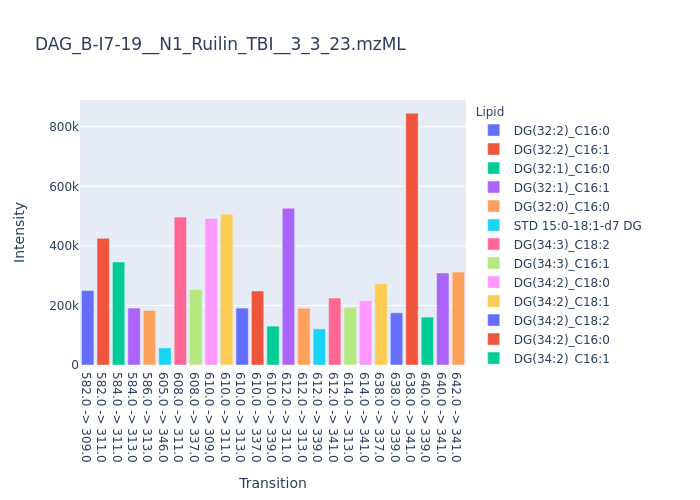 DAG_B-I7-19__N1_Ruilin_TBI__3_3_23.mzML
Intensity
800k
600k
400k
200k
0
582.0 -> 309.0
582.0 -> 311.0
584.0 -> 311.0
584.0 -> 313.0
586.0 -> 313.0
605.0 -> 346.0
608.0 -> 311.0
608.0 -> 337.0
610.0 -> 309.0
610.0 -> 311.0
610.0 -> 313.0
610.0 -> 337.0
610.0 -> 339.0
612.0 -> 311.0
612.0 -> 313.0
612.0 -> 339.0
612.0 -> 341.0
614.0 -> 313.0
614.0 -> 341.0
638.0 -> 337.0
638.0 -> 339.0
638.0 -> 341.0
640.0 -> 339.0
640.0 -> 341.0
642.0 -> 341.0
Transition
Lipid
DG(32:2)_C16:0
DG(32:2)_C16:1
DG(32:1)_C16:0
DG(32:1)_C16:1
DG(32:0)_C16:0
STD 15:0-18:1-d7 DG
DG(34:3)_C18:2
DG(34:3)_C16:1
DG(34:2)_C18:0
DG(34:2)_C18:1
DG(34:2)_C18:2
DG(34:2)_C16:0
DG(34:2)_C16:1